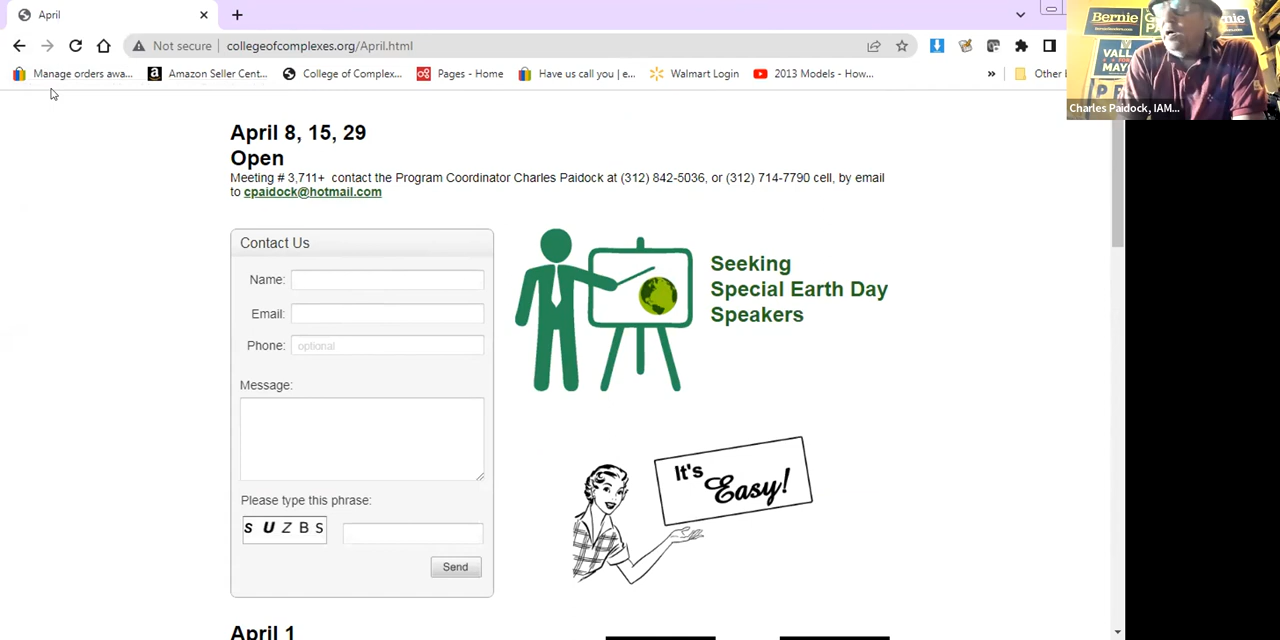 April
Not secure
collegeofcomplexes.org/April.html
Manage orders awa...
Amazon Seller Cent...
College of Complex...
Pages - Home
Have us call you | e...
Walmart Login
2013 Models - How...
»
Other b
Bernie
Charles Paidock, IAM...
April 8, 15, 29
Open
Meeting # 3,711+ contact the Program Coordinator Charles Paidock at (312) 842-5036, or (312) 714-7790 cell, by email
to cpaidock@hotmail.com
Contact Us
Name:
Email:
Phone: optional
Message:
Please type this phrase:
S U Z B S
Send
Seeking
Special Earth Day
Speakers
It's
Easy!
April 1